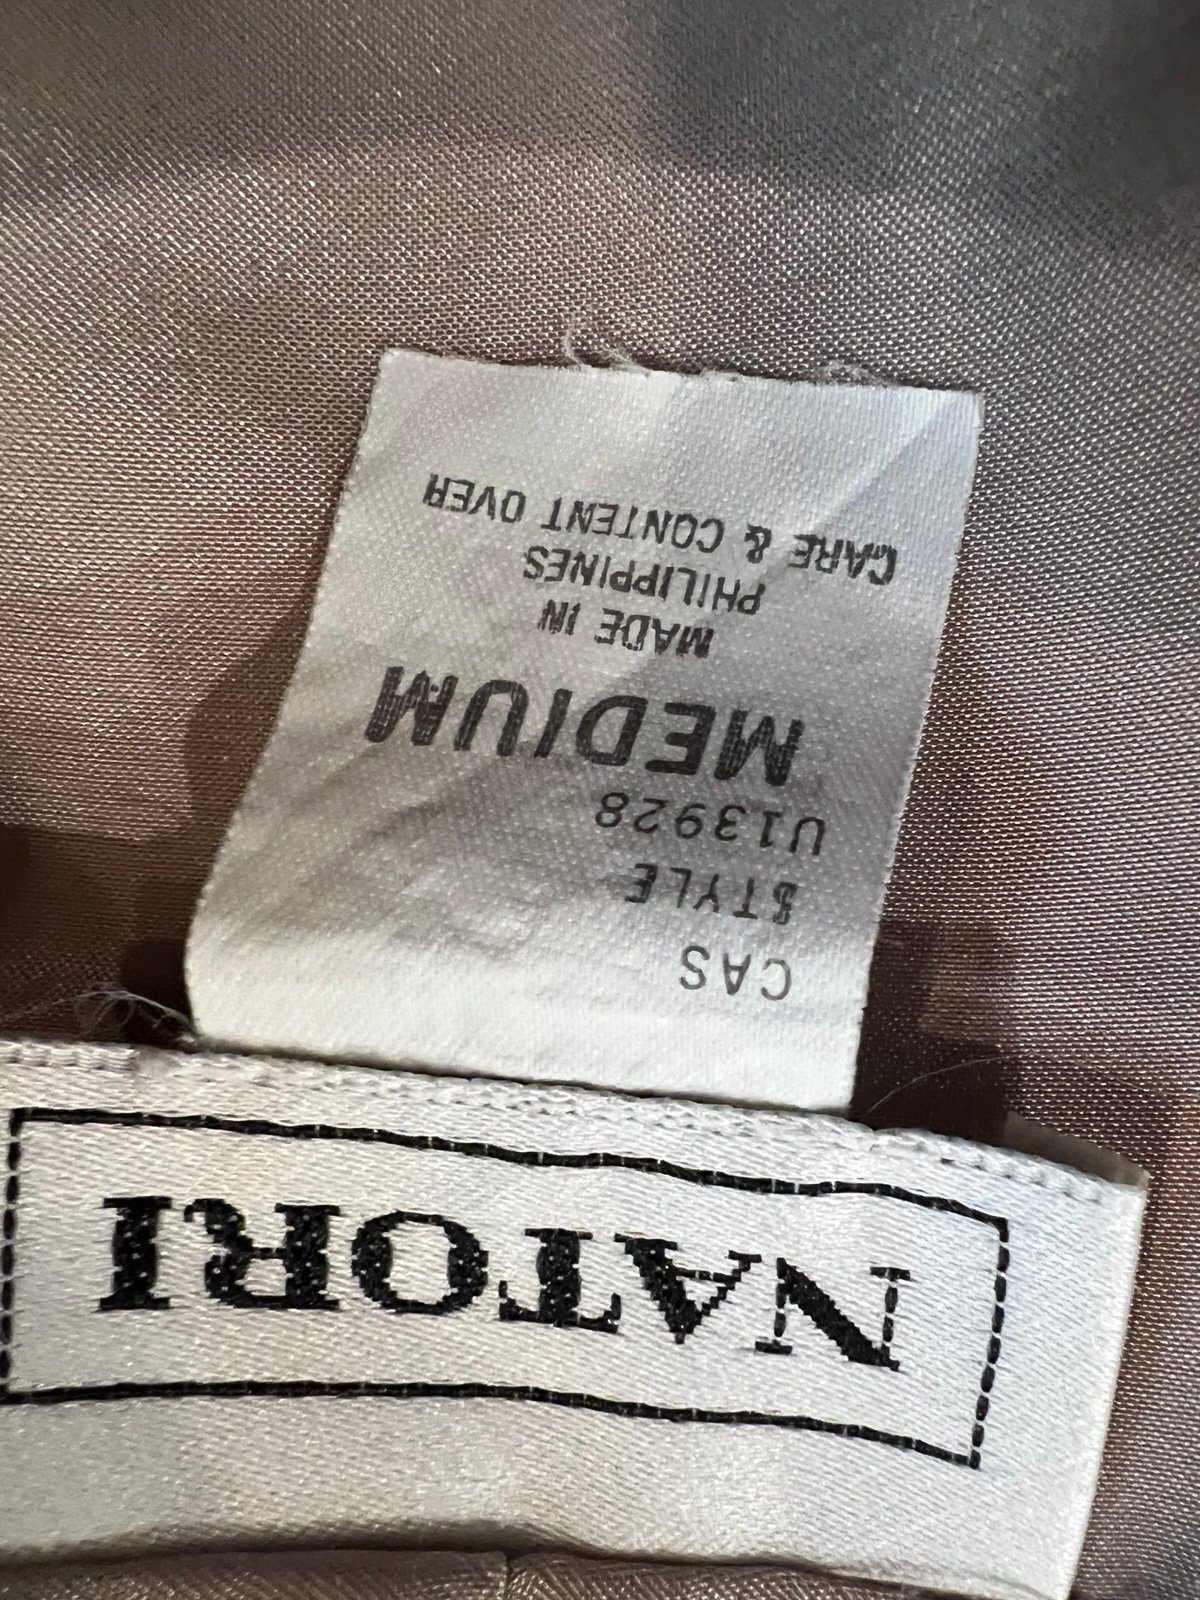 NATORI
CAS
STYLE
U13928
MEDIUM
MADE IN
PHILIPPINES
CARE & CONTENT OVER